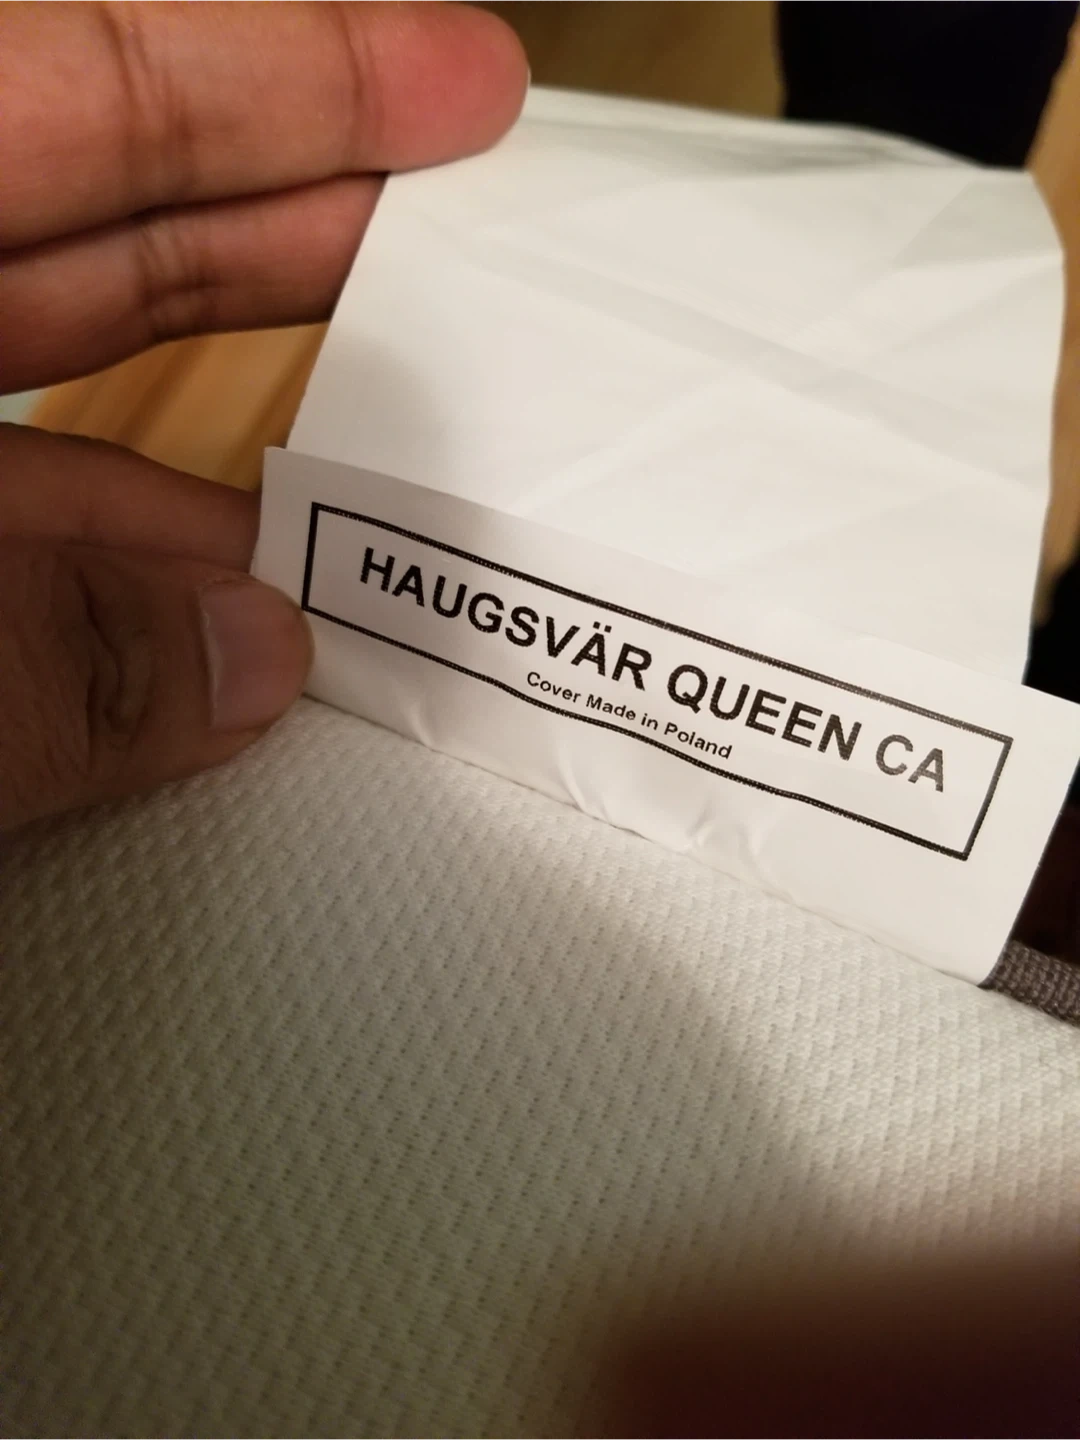 HAUGSVÄR QUEEN CA
Cover Made in Poland